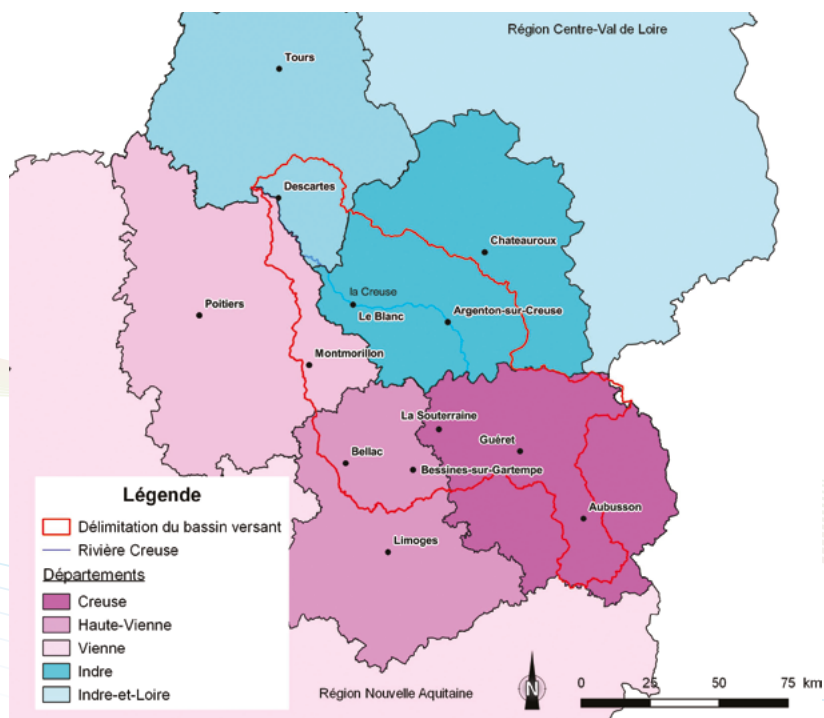 Région Centre-Val de Loire
Tours
Descartes
Chateauroux
la Creuse
Poitiers
Le Blanc
Argenton-sur-Creuse
Montmorillon
La Souterraine
Guéret
Bellac
Bessines-sur-Gartempe
Aubusson
Limoges
Légende
Délimitation du bassin versant
Rivière Creuse
Départements
Creuse
Haute-Vienne
Vienne
Indre
Indre-et-Loire
Région Nouvelle Aquitaine
N
0 25 50 75 km